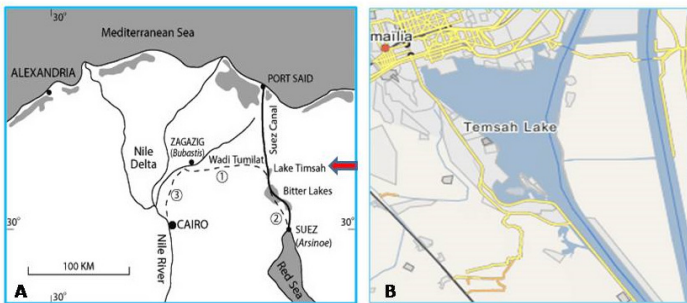 30°
Mediterranean Sea
ALEXANDRIA
PORT SAID
Nile
Delta
ZAGAZIG
(Bubastis)
Wadi Tumilat
Suez Canal
Lake Timsah
Bitter Lakes
1
2
3
30°
CAIRO
SUEZ
(Arsinoe)
30°
Nile River
Red Sea
100 KM
A
30°
maïlia
Temsah Lake
B